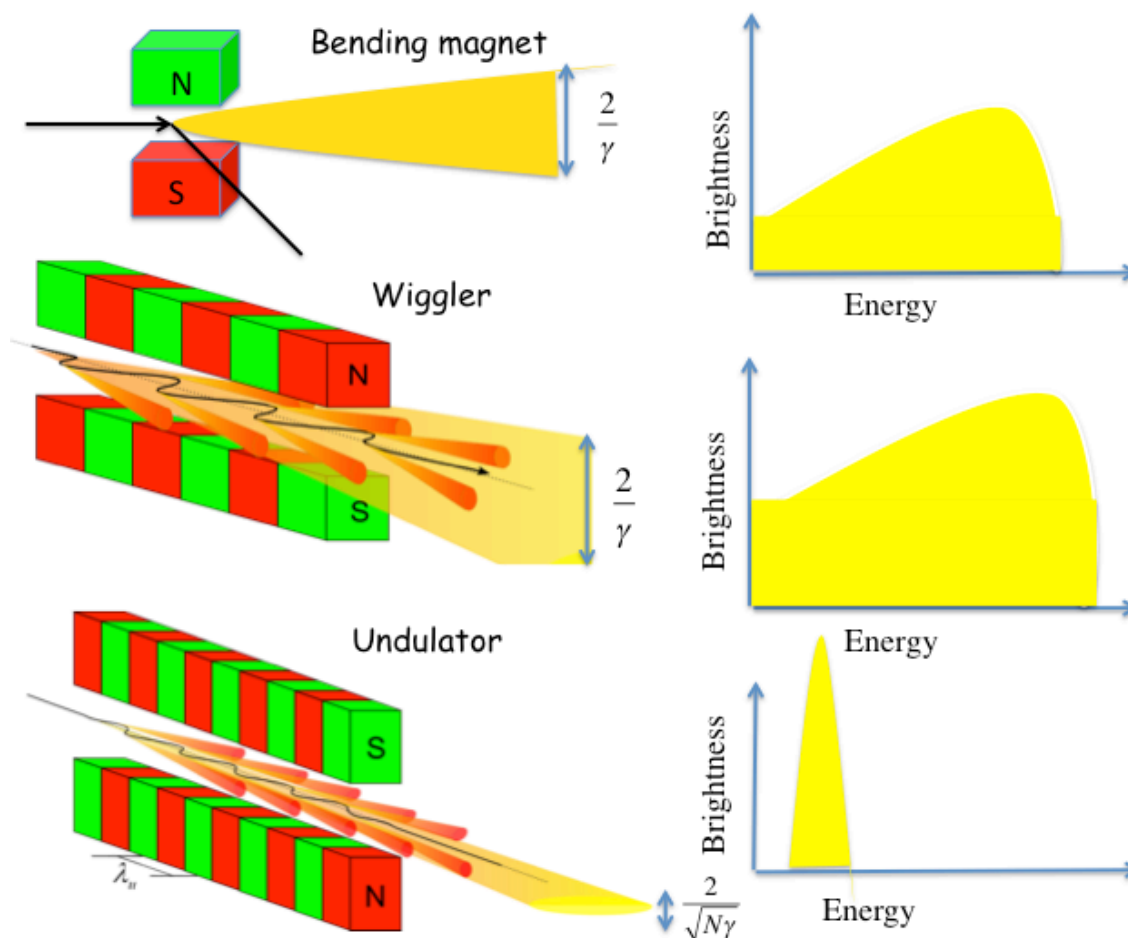 Bending magnet
N
S
2
γ
Brightness
Energy
Wiggler
N
S
2
γ
Brightness
Energy
Undulator
S
N
λu
2
√Nγ
Brightness
Energy